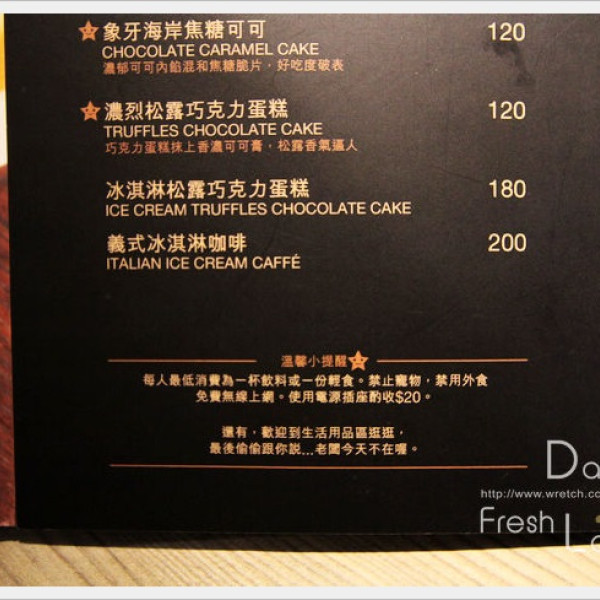 象牙海岸焦糖可可 120
CHOCOLATE CARAMEL CAKE
濃郁可可內餡混和焦糖脆片，好吃度破表
濃烈松露巧克力蛋糕 120
TRUFFLES CHOCOLATE CAKE
巧克力蛋糕抹上香濃可可膏，松露香氣逼人
冰淇淋松露巧克力蛋糕 180
ICE CREAM TRUFFLES CHOCOLATE CAKE
義式冰淇淋咖啡 200
ITALIAN ICE CREAM CAFFÉ
溫馨小提醒
每人最低消費為一杯飲料或一份輕食。禁止寵物，禁用外食
免費無線上網。使用電源插座酌收$20。
還有，歡迎到生活用品區逛逛，
最後偷偷跟你說...老闆今天不在喔。
Da
http://www.wretch.c
Fresh L